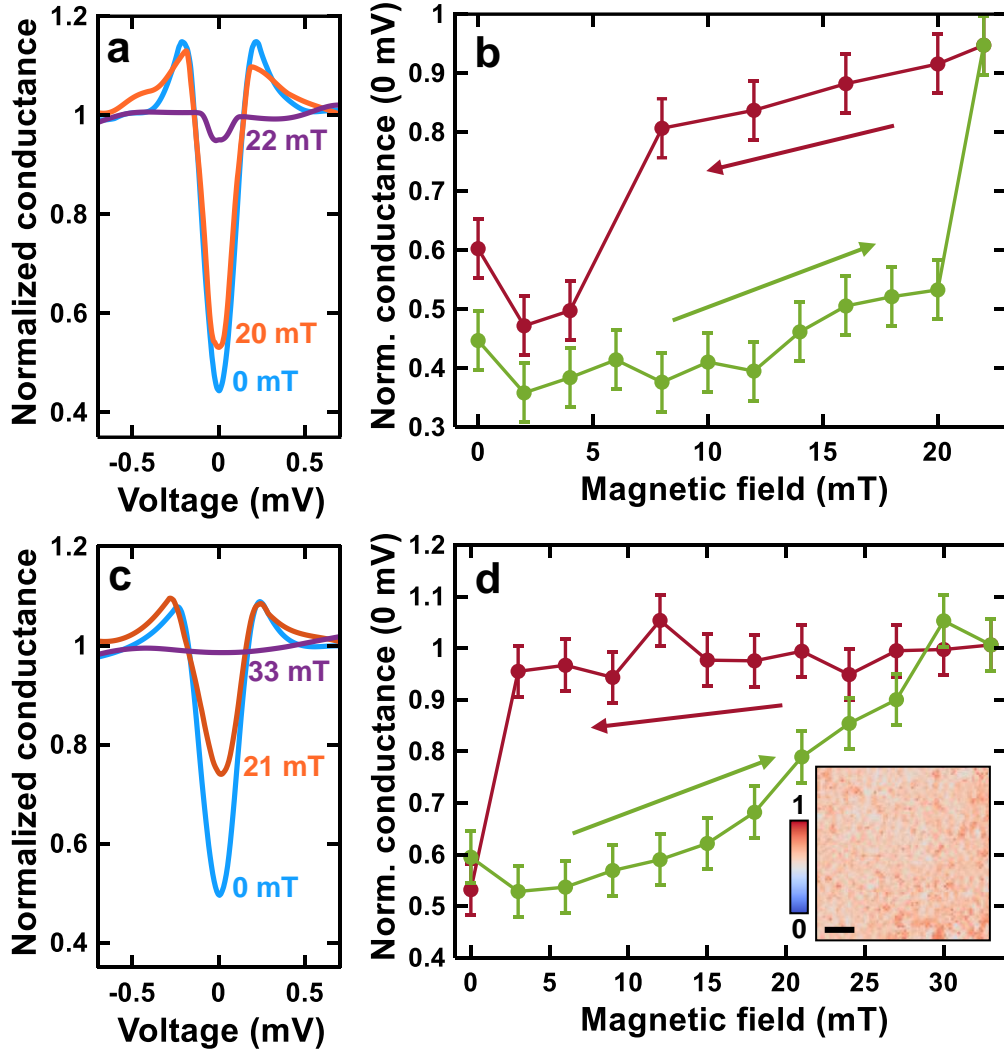 a
Normalized conductance
1.2
1
0.8
0.6
0.4
22 mT
20 mT
0 mT
-0.5
0
0.5
Voltage (mV)
b
Norm. conductance (0 mV)
1
0.9
0.8
0.7
0.6
0.5
0.4
0.3
0
5
10
15
20
Magnetic field (mT)
c
Normalized conductance
1.2
1
0.8
0.6
0.4
33 mT
21 mT
0 mT
-0.5
0
0.5
Voltage (mV)
d
Norm. conductance (0 mV)
1.2
1.1
1.0
0.9
0.8
0.7
0.6
0.5
0.4
1
0
0
5
10
15
20
25
30
Magnetic field (mT)